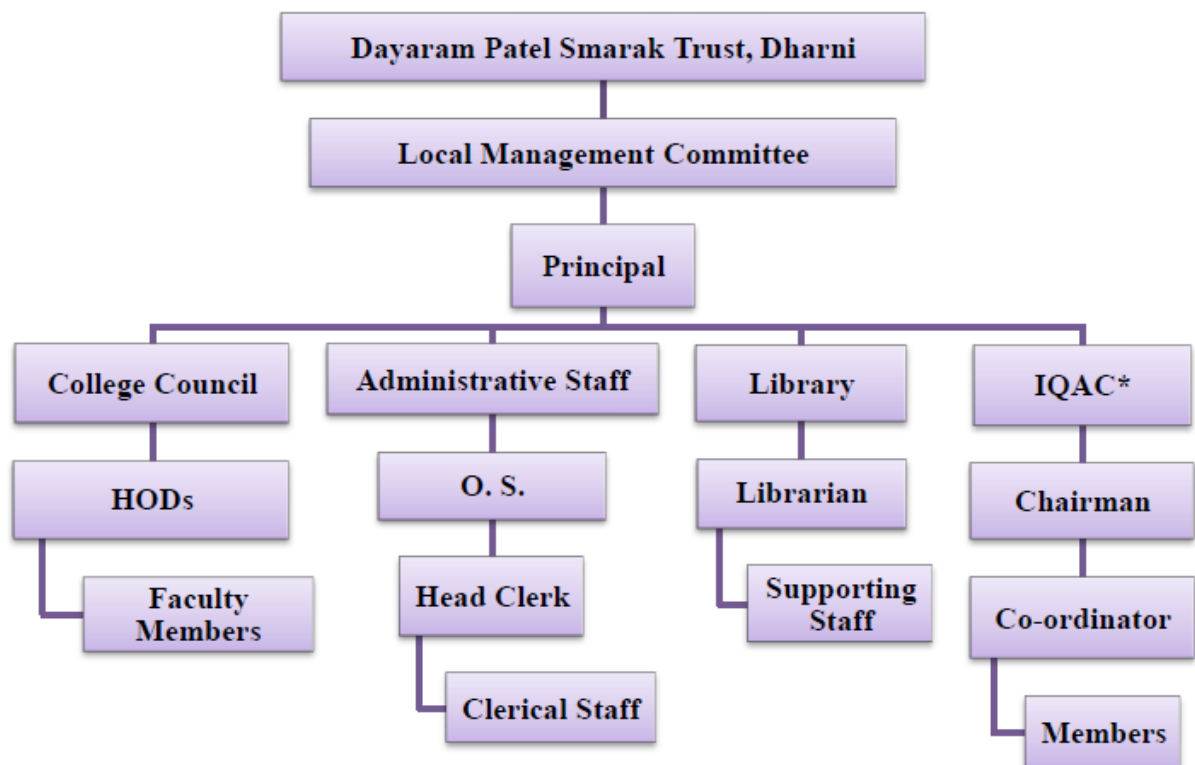 Dayaram Patel Smarak Trust, Dharni
Local Management Committee
Principal
College Council
Administrative Staff
Library
IQAC*
HODs
O. S.
Librarian
Chairman
Faculty
Members
Head Clerk
Supporting
Staff
Co-ordinator
Clerical Staff
Members